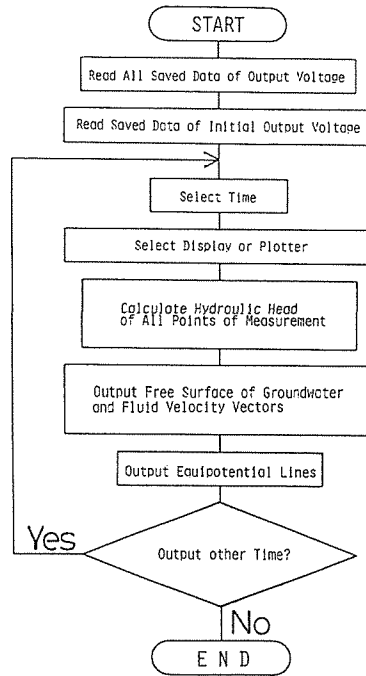 START
Read All Saved Data of Output Voltage
Read Saved Data of Initial Output Voltage
Select Time
Select Display or Plotter
Calculate Hydraulic Head
of All Points of Measurement
Output Free Surface of Groundwater
and Fluid Velocity Vectors
Output Equipotential Lines
Yes
Output other Time?
No
E N D